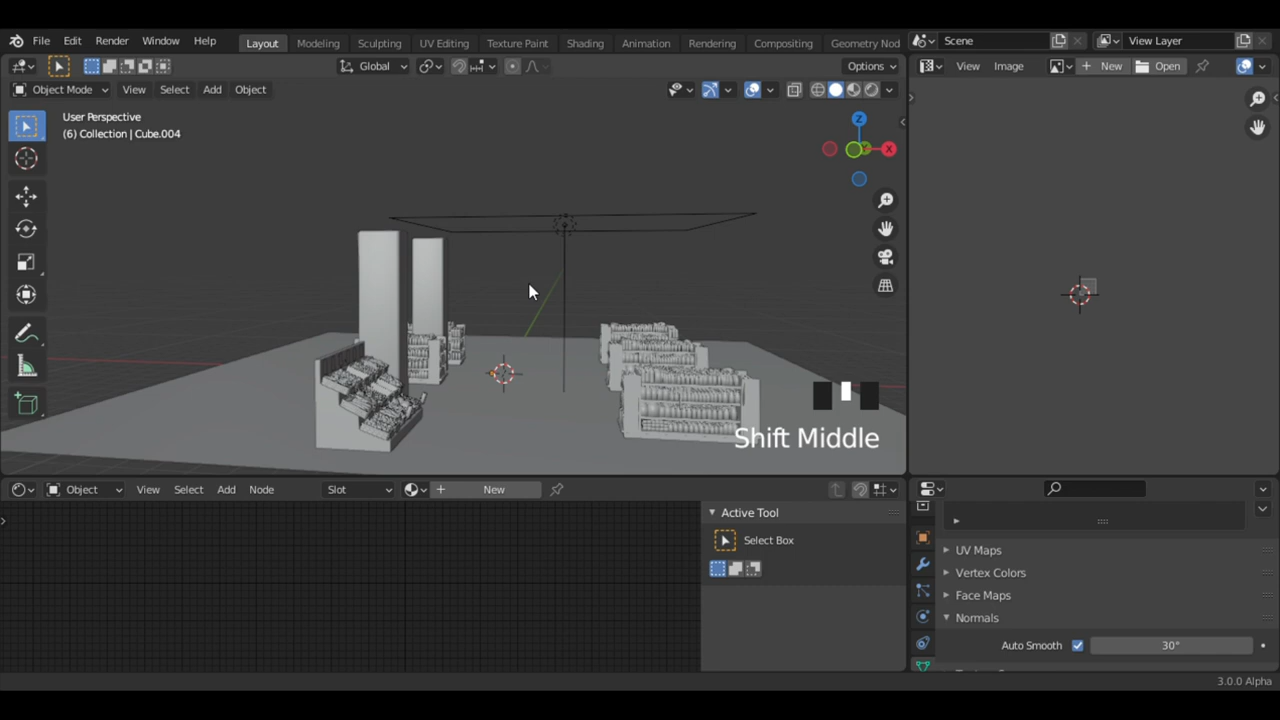 File Edit Render Window Help Layout Modeling Sculpting UV Editing Texture Paint Shading Animation Rendering Compositing Geometry Nod Scene View Layer
Global Options View Image New Open
Object Mode View Select Add Object
User Perspective
(6) Collection | Cube.004
Z
X
Shift Middle
Object View Select Add Node Slot New
Active Tool
Select Box
UV Maps
Vertex Colors
Face Maps
Normals
Auto Smooth 30°
3.0.0 Alpha